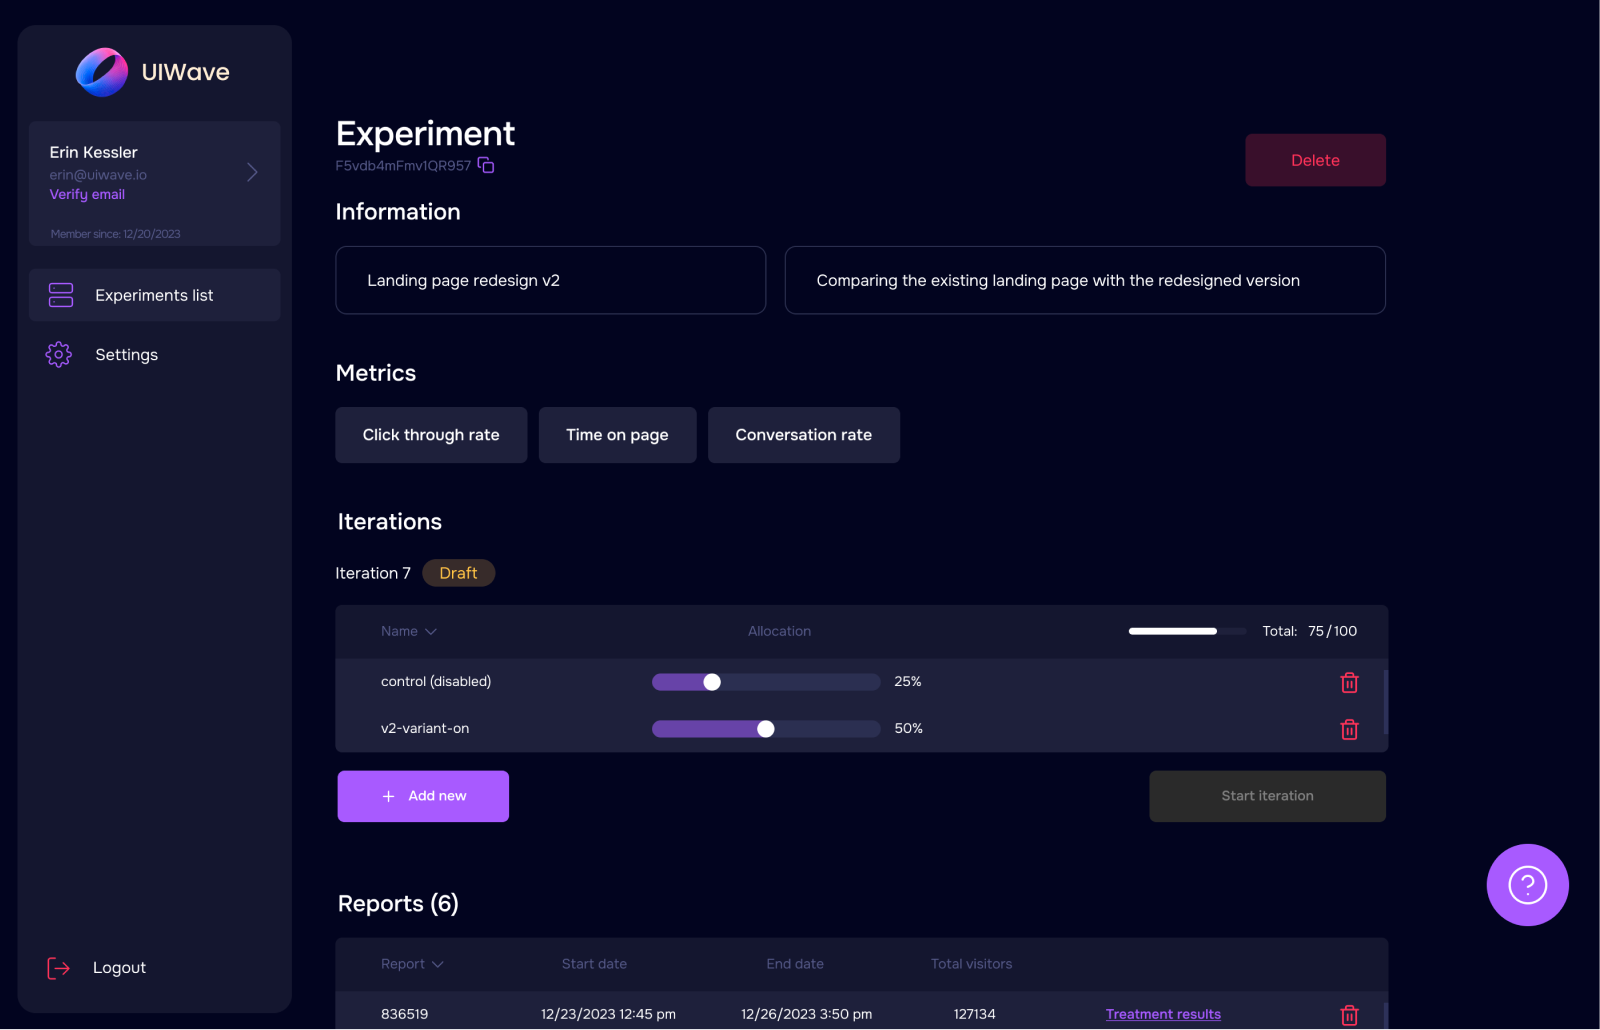 UIWave
Erin Kessler
erin@uiwave.io
Verify email
Member since: 12/20/2023
Experiments list
Settings
Logout
Experiment
F5vdb4mFmv1QR957
Delete
Information
Landing page redesign v2
Comparing the existing landing page with the redesigned version
Metrics
Click through rate
Time on page
Conversation rate
Iterations
Iteration 7 Draft
Name Allocation Total: 75/100
control (disabled) 25%
v2-variant-on 50%
+ Add new
Start iteration
Reports (6)
Report Start date End date Total visitors
836519 12/23/2023 12:45 pm 12/26/2023 3:50 pm 127134 Treatment results
?